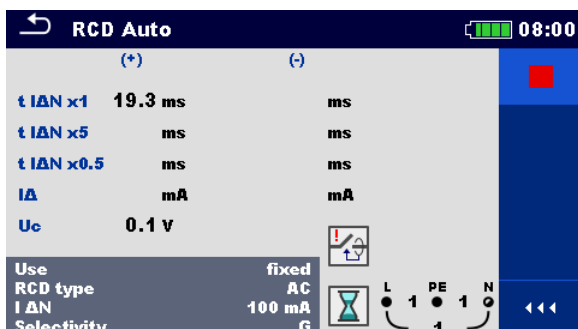 RCD Auto 08:00
(+) (-)
t IΔN x1 19.3 ms ms
t IΔN x5 ms ms
t IΔN x0.5 ms ms
IΔ mA mA
Uc 0.1 V
!
Use fixed
RCD type AC
I ΔN 100 mA
Selectivity G
L PE N
1 1
1